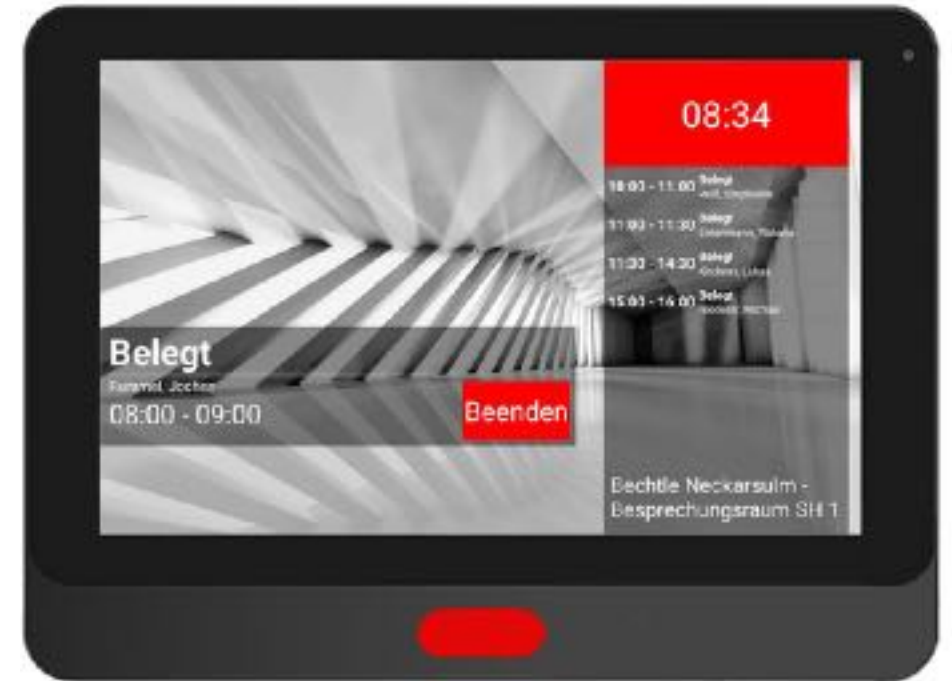 08:34
10:00 - 11:00 Belegt
11:00 - 11:30 Belegt
11:30 - 14:30 Belegt
15:00 - 16:00 Belegt
Belegt
Jochen
08:00 - 09:00
Beenden
Bechtle Neckarsulm -
Besprechungsraum SH 1